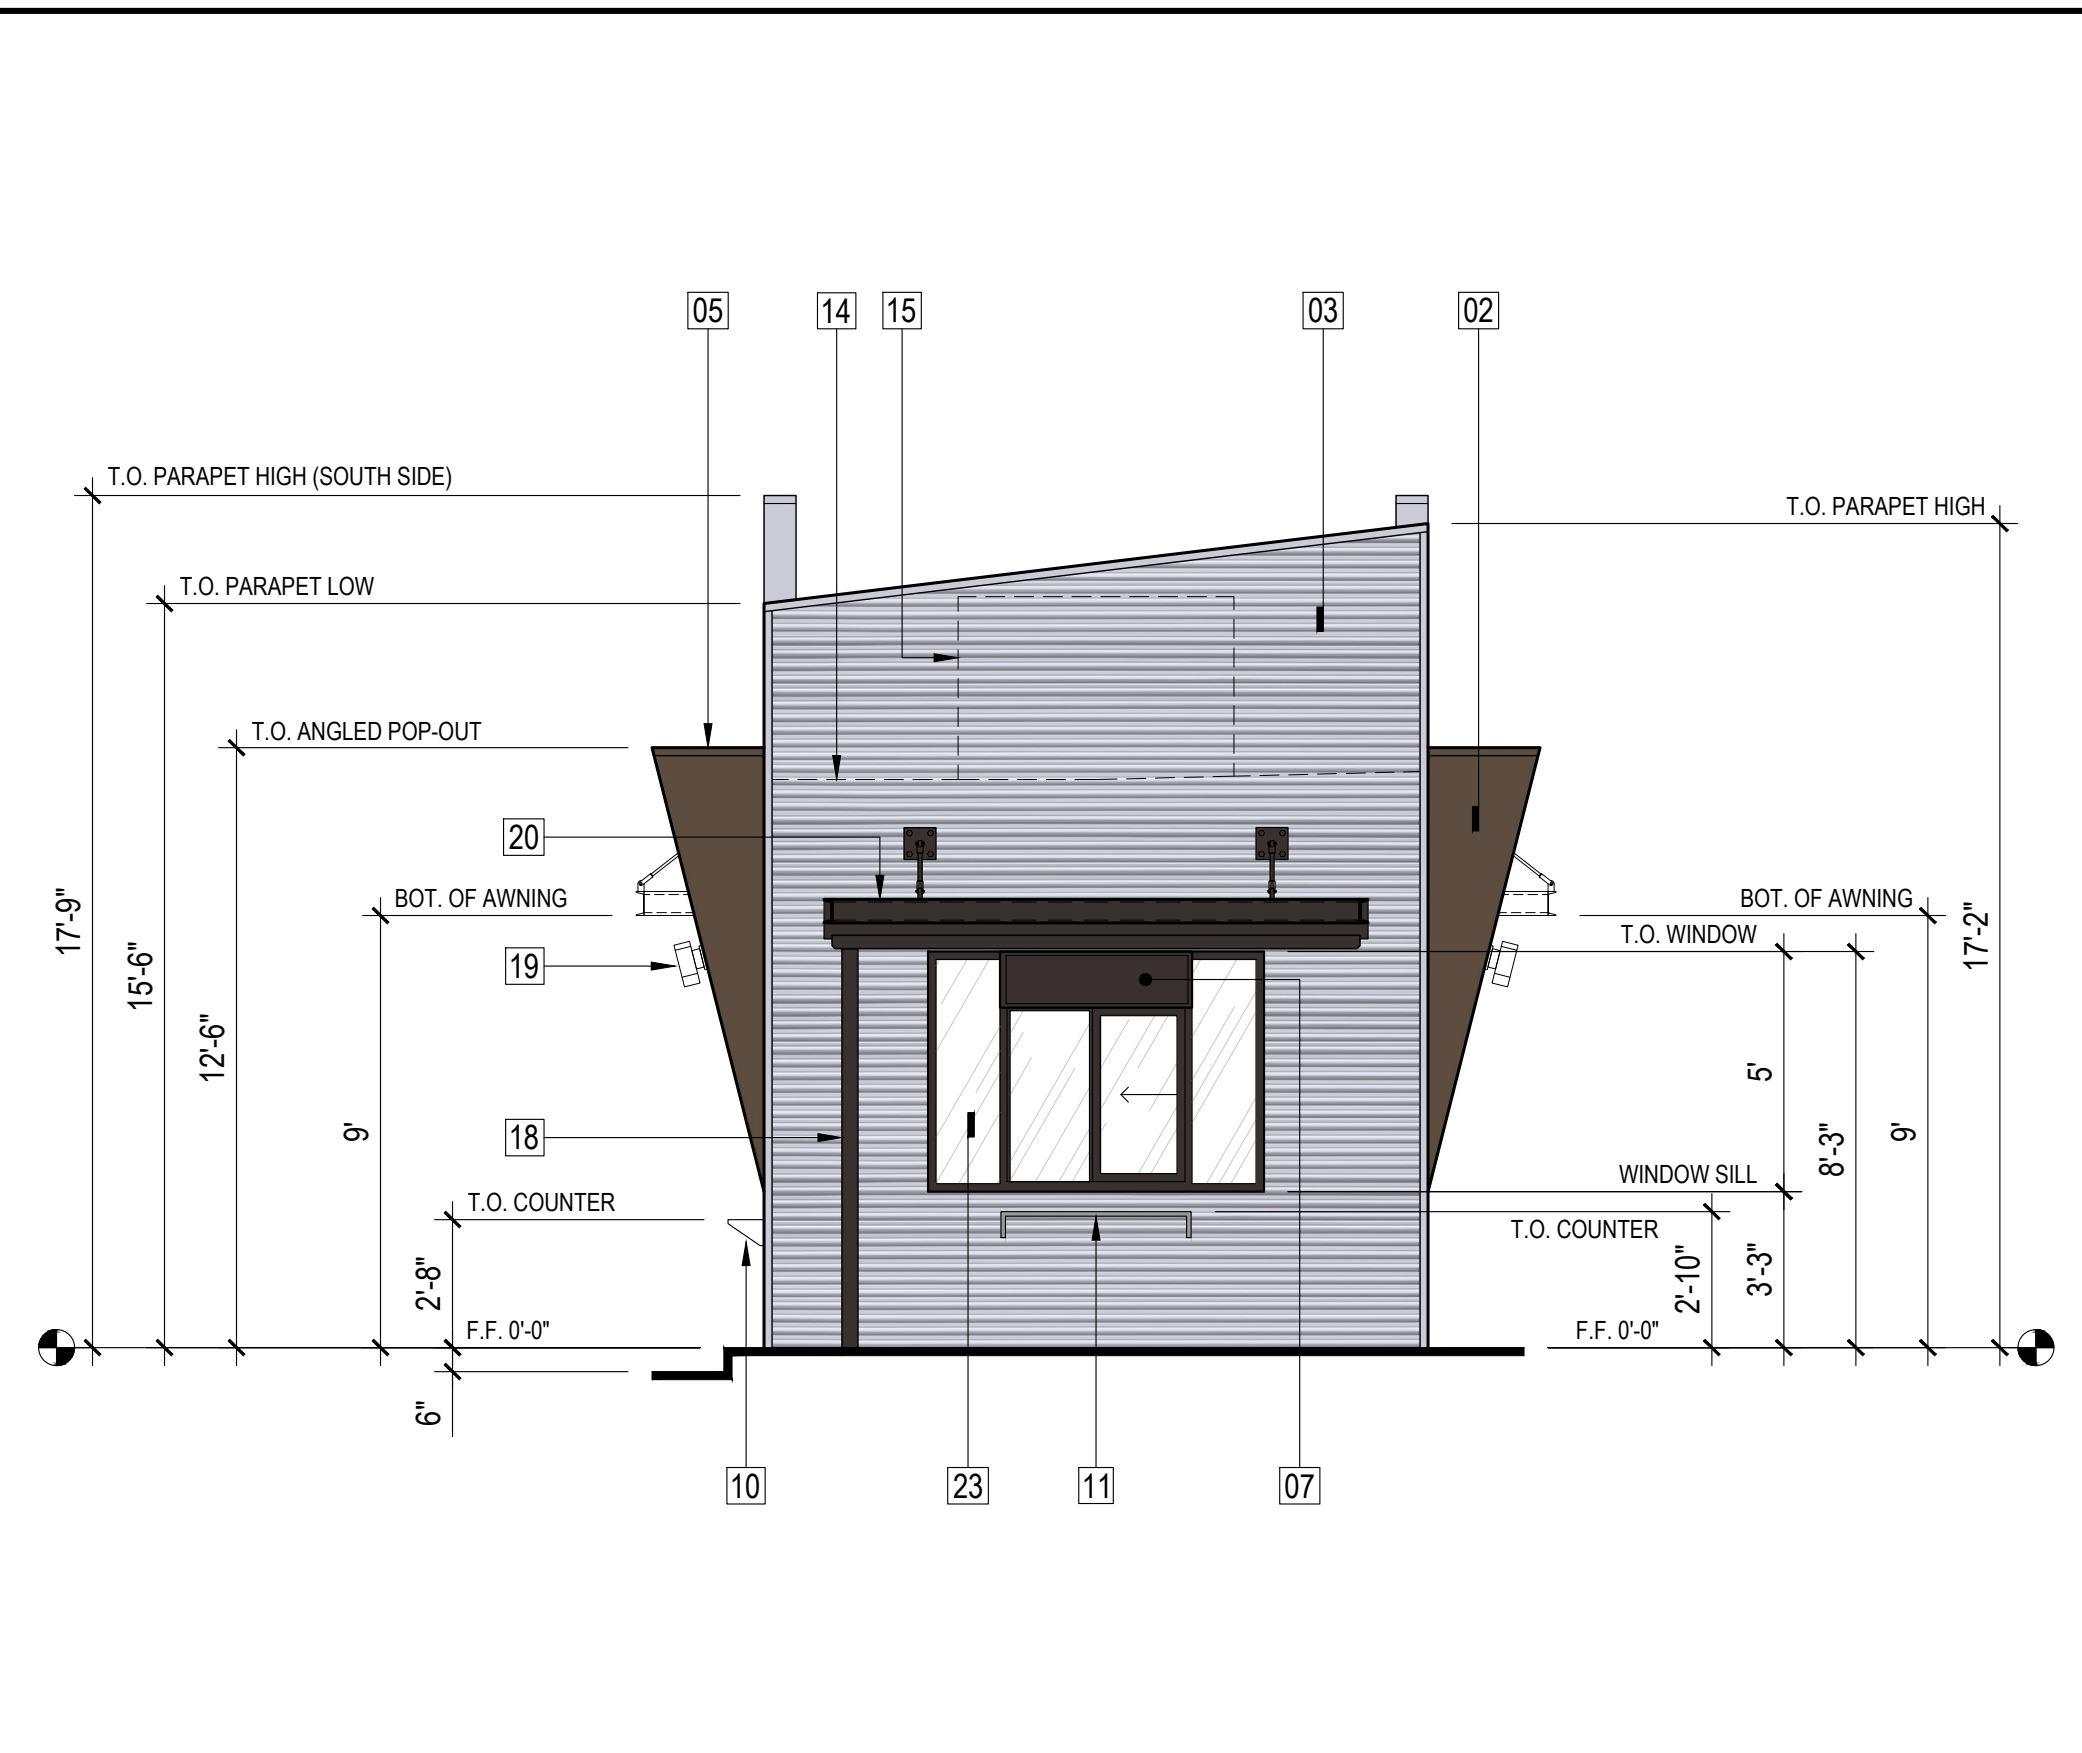 05
14
15
03
02
T.O. PARAPET HIGH (SOUTH SIDE)
T.O. PARAPET HIGH
T.O. PARAPET LOW
T.O. ANGLED POP-OUT
20
BOT. OF AWNING
BOT. OF AWNING
17'-9"
T.O. WINDOW
17'-2"
19
15'-6"
12'-6"
5'
9'
18
8'-3"
9'
WINDOW SILL
T.O. COUNTER
T.O. COUNTER
2'-8"
2'-10"
3'-3"
F.F. 0'-0"
F.F. 0'-0"
6"
10
23
11
07